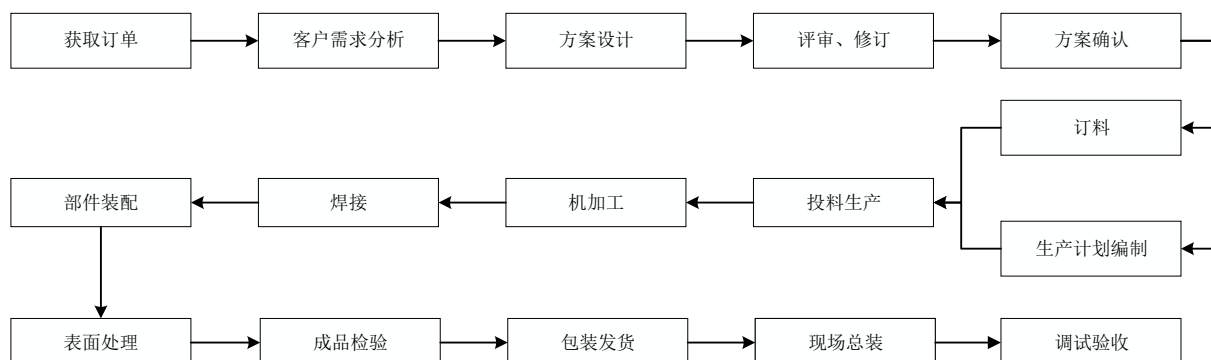 获取订单
客户需求分析
方案设计
评审、修订
方案确认
订料
部件装配
焊接
机加工
投料生产
生产计划编制
表面处理
成品检验
包装发货
现场总装
调试验收